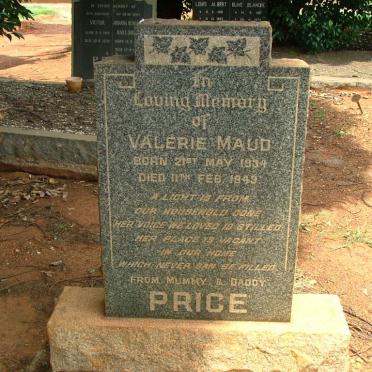 In
Loving Memory
of
VALERIE MAUD
BORN 21ST MAY 1934
DIED 11TH FEB. 1943
A LIGHT IS FROM
OUR HOUSEHOLD GONE
HER VOICE WE LOVED IS STILLED
HER PLACE IS VACANT
IN OUR HOME
WHICH NEVER CAN BE FILLED.
FROM MUMMY & DADDY
PRICE